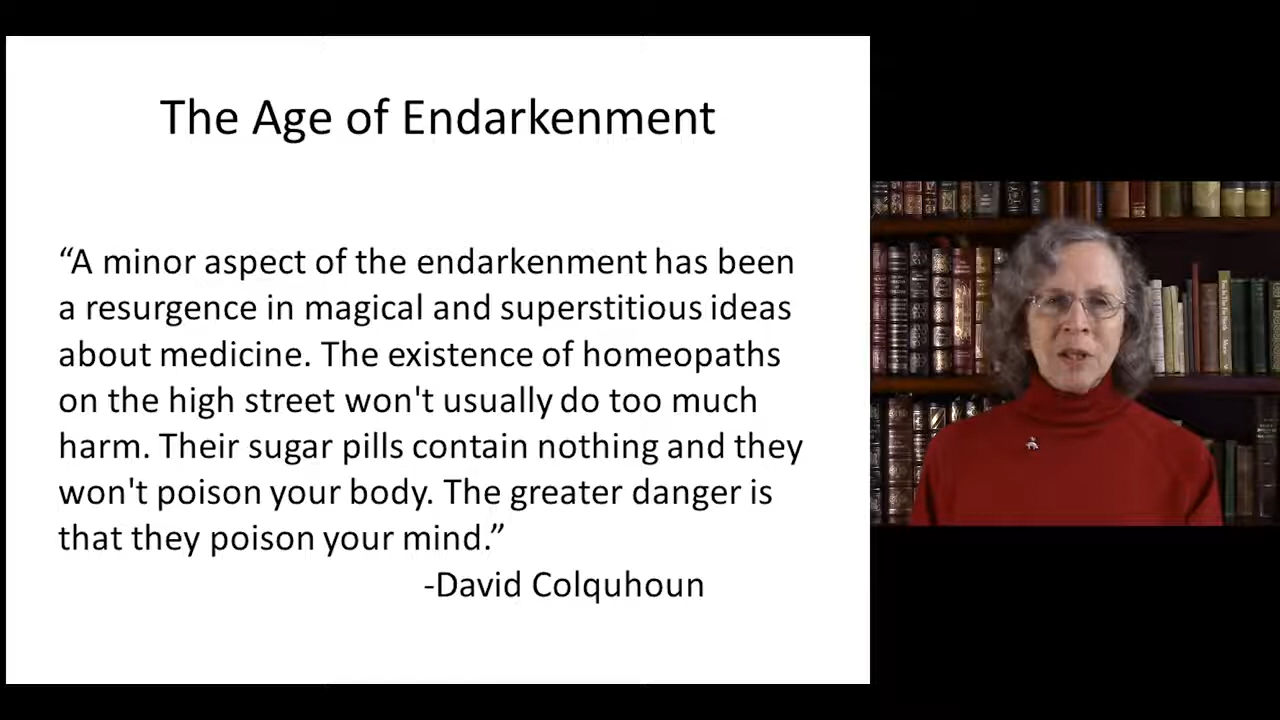 The Age of Endarkenment
“A minor aspect of the endarkenment has been
a resurgence in magical and superstitious ideas
about medicine. The existence of homeopaths
on the high street won't usually do too much
harm. Their sugar pills contain nothing and they
won't poison your body. The greater danger is
that they poison your mind.”
-David Colquhoun